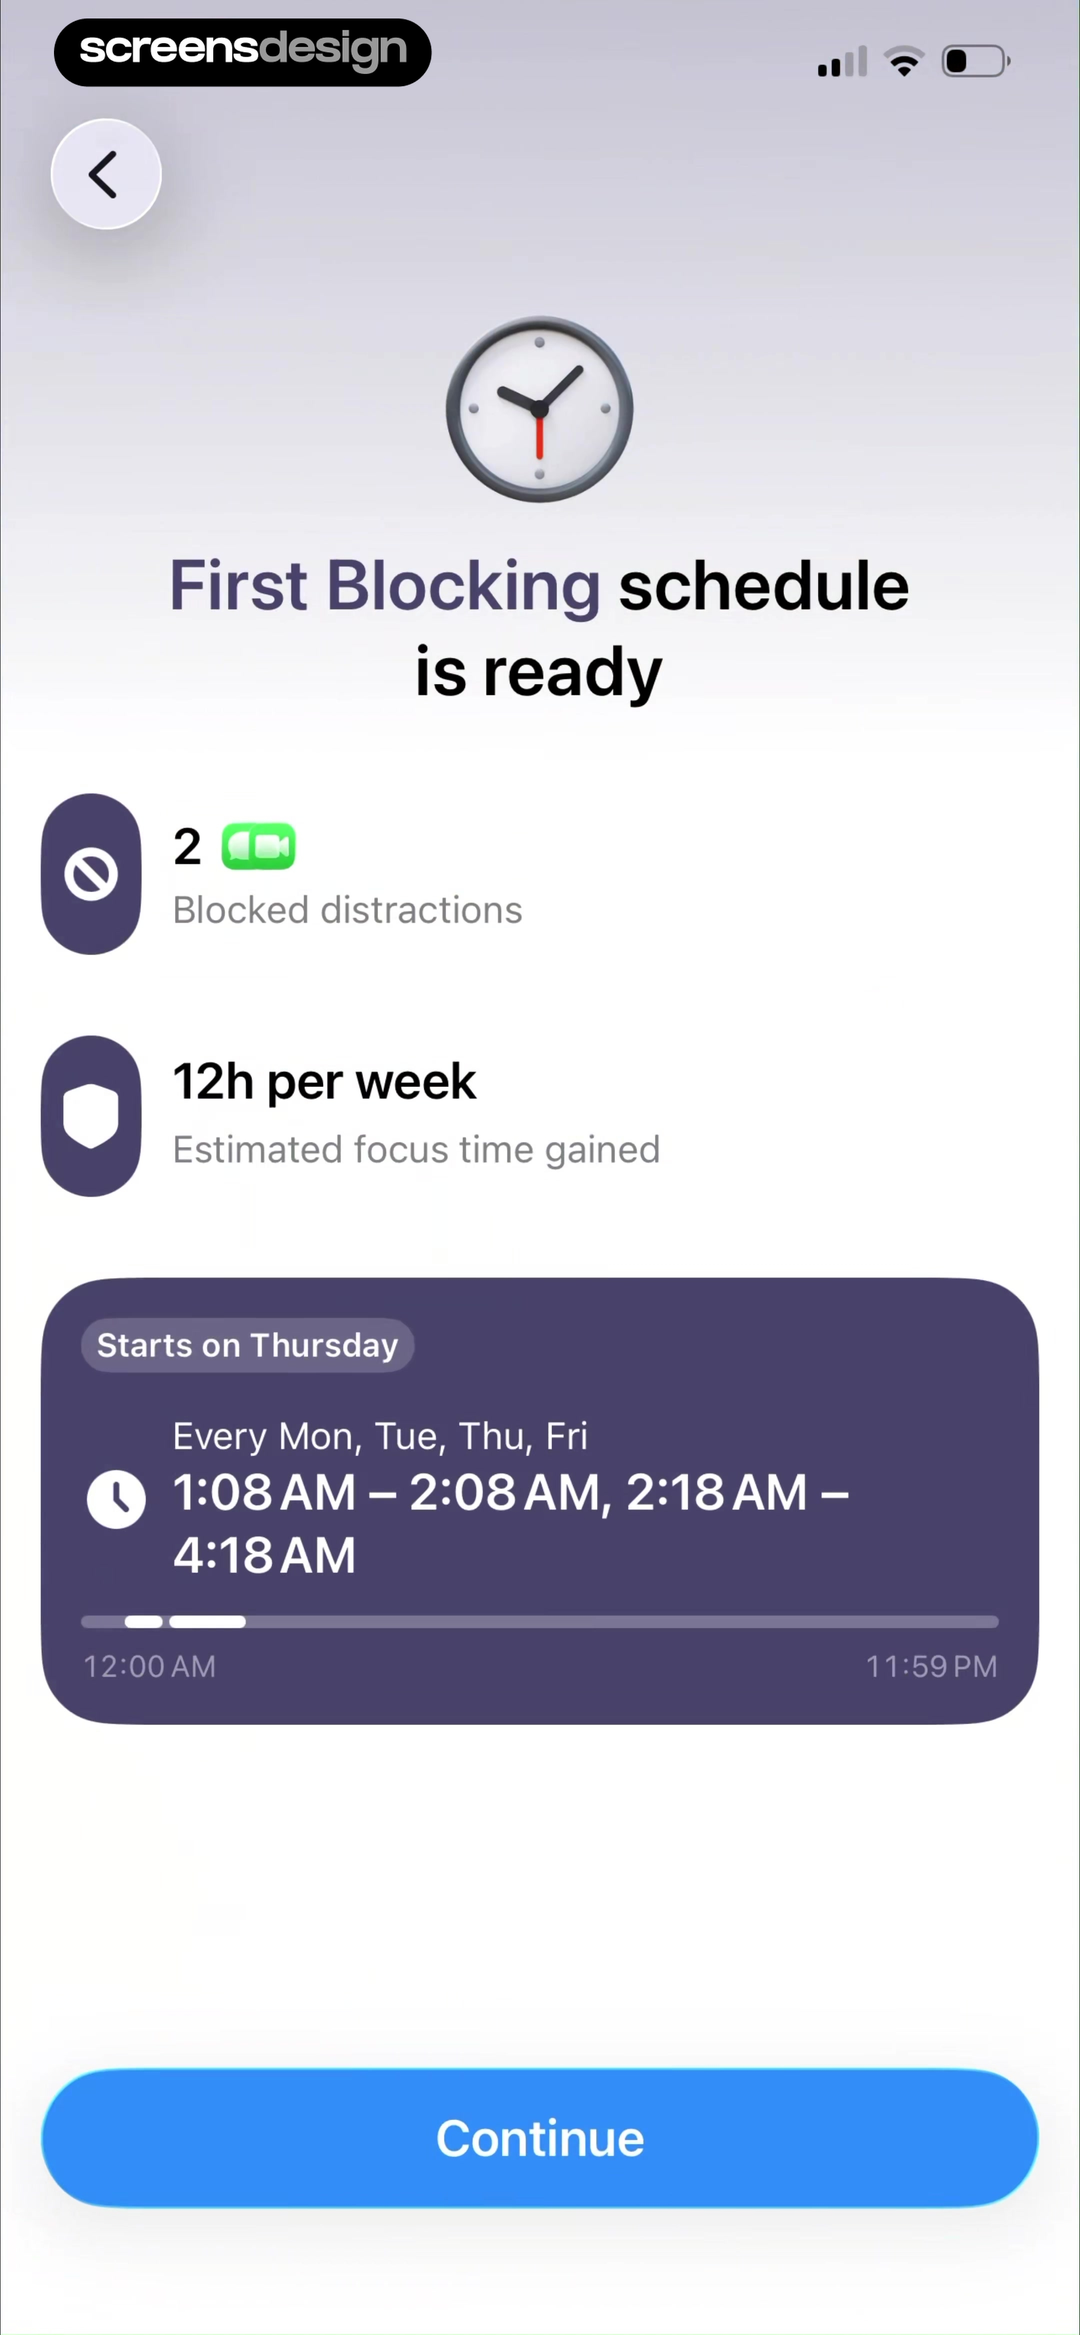 screensdesign
First Blocking schedule
is ready
2
Blocked distractions
12h per week
Estimated focus time gained
Starts on Thursday
Every Mon, Tue, Thu, Fri
1:08 AM – 2:08 AM, 2:18 AM –
4:18 AM
12:00 AM
11:59 PM
Continue